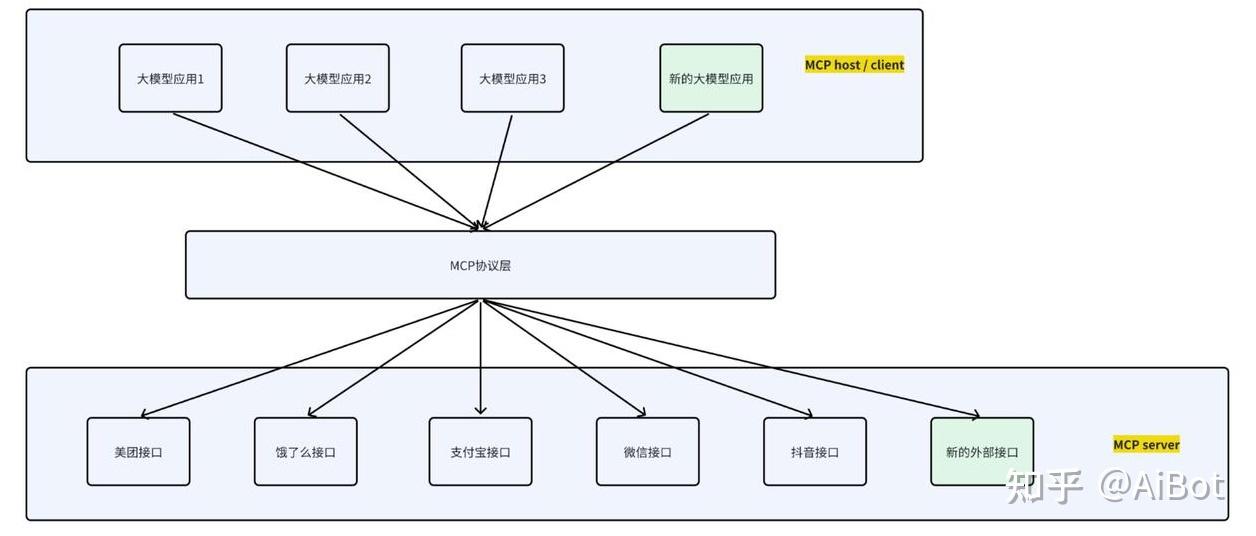 大模型应用1
大模型应用2
大模型应用3
新的大模型应用
MCP host / client
MCP协议层
美团接口
饿了么接口
支付宝接口
微信接口
抖音接口
新的外部接口
MCP server
知乎 @AiBot